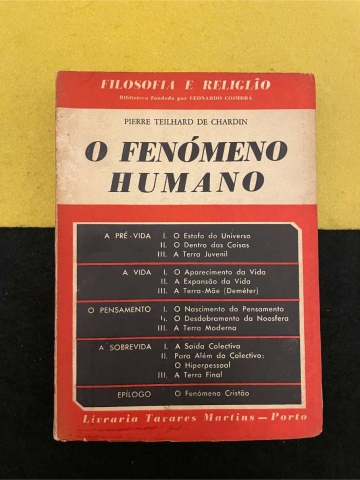 FILOSOFIA E RELIGIÃO
Biblioteca fundada por LEONARDO COIMBRA
PIERRE TEILHARD DE CHARDIN
O FENÓMENO
HUMANO
A PRÉ-VIDA I. O Estofo do Universo
II. O Dentro das Coisas
III. A Terra Juvenil
A VIDA I. O Aparecimento da Vida
II. A Expansão da Vida
III. A Terra-Mãe (Deméter)
O PENSAMENTO I. O Nascimento do Pensamento
O Desdobramento da Noosfera
III. A Terra Moderna
A SOBREVIDA I. A Saída Colectiva
II. Para Além do Colectivo:
O Hiperpessoal
III. A Terra Final
EPÍLOGO O Fenómeno Cristão
Livraria Tavares Martins — Porto